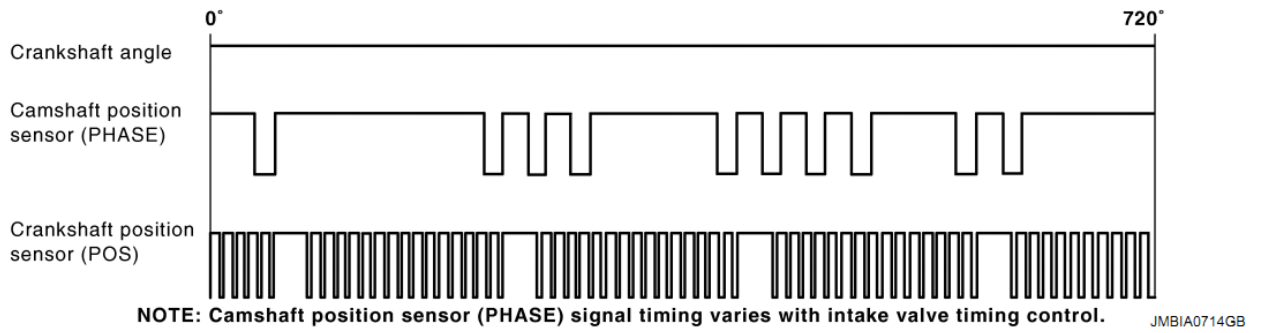 0° 720°
Crankshaft angle
Camshaft position
sensor (PHASE)
Crankshaft position
sensor (POS)
NOTE: Camshaft position sensor (PHASE) signal timing varies with intake valve timing control.
JMBIA0714GB